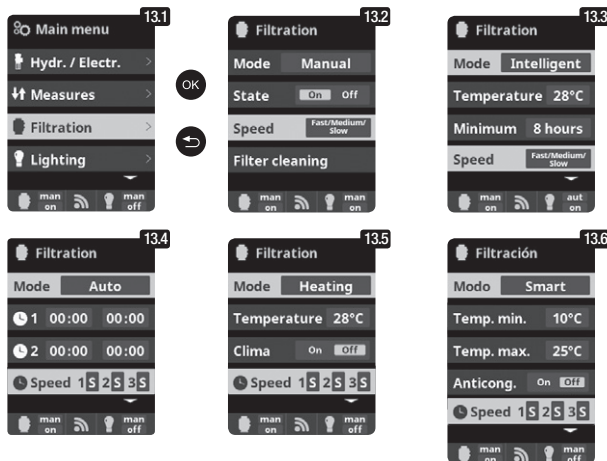 13.1
Main menu
Hydr. / Electr. >
Measures >
Filtration >
Lighting >
man on man off
OK
13.2
Filtration
Mode Manual
State On Off
Speed Fast/Medium/
Slow
Filter cleaning
man on man on
13.3
Filtration
Mode Intelligent
Temperature 28°C
Minimum 8 hours
Speed Fast/Medium/
Slow
man on aut on
13.4
Filtration
Mode Auto
1 00:00 00:00
2 00:00 00:00
Speed 1 S 2 S 3 S
man on man off
13.5
Filtration
Mode Heating
Temperature 28°C
Clima On Off
Speed 1 S 2 S 3 S
man on man off
13.6
Filtración
Modo Smart
Temp. min. 10°C
Temp. max. 25°C
Anticong. On Off
Speed 1 S 2 S 3 S
man on man off